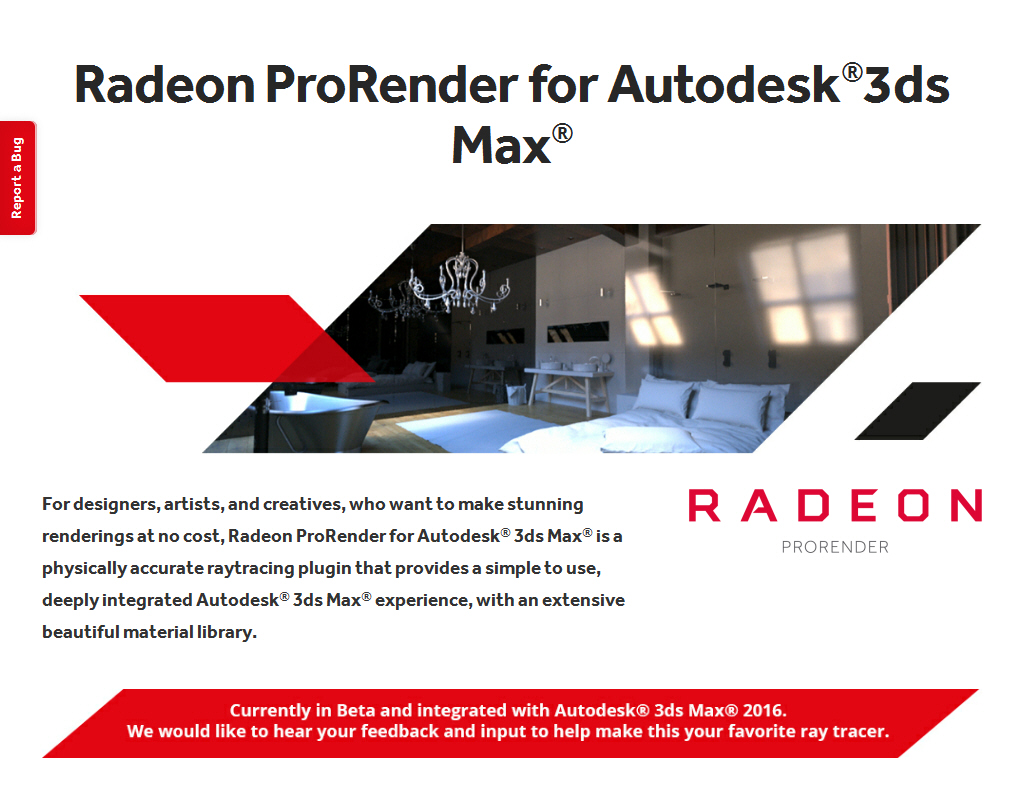 Radeon ProRender for Autodesk®3ds
Max®
Report a Bug
For designers, artists, and creatives, who want to make stunning
renderings at no cost, Radeon ProRender for Autodesk® 3ds Max® is a
physically accurate raytracing plugin that provides a simple to use,
deeply integrated Autodesk® 3ds Max® experience, with an extensive
beautiful material library.
RADEON
PRORENDER
Currently in Beta and integrated with Autodesk® 3ds Max® 2016.
We would like to hear your feedback and input to help make this your favorite ray tracer.